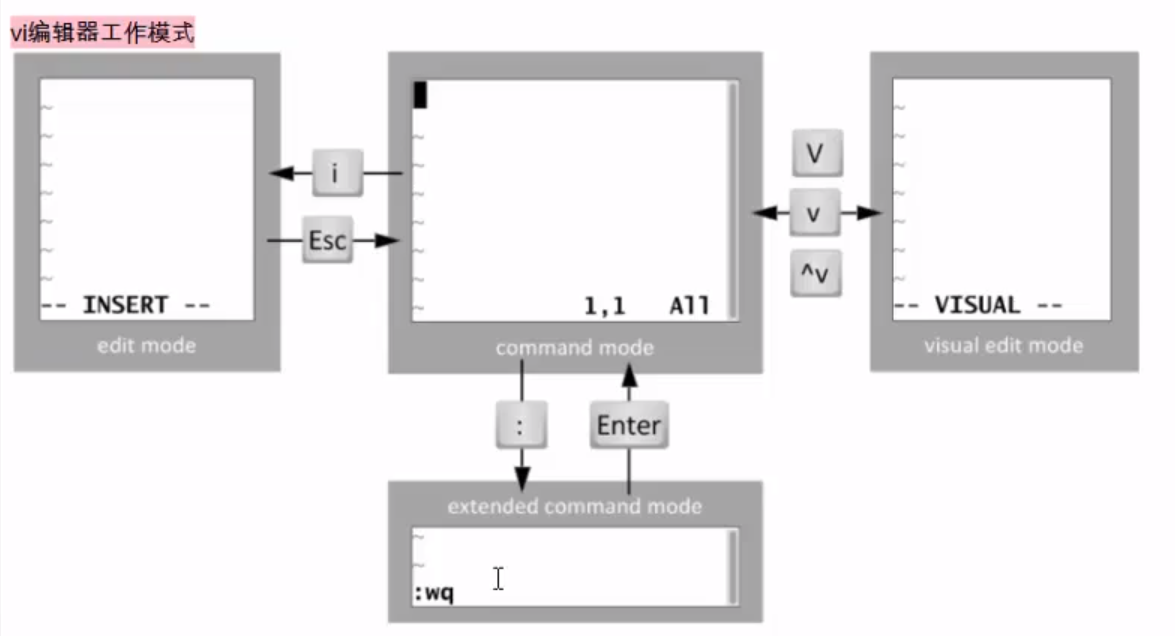 vi编辑器工作模式
~
~
~
~
~
~
~
-- INSERT --
edit mode
i
Esc
~
~
~
~
~
~
~
1,1 All
command mode
V
v
^v
~
~
~
~
~
~
~
-- VISUAL --
visual edit mode
:
Enter
extended command mode
~
~
:wq